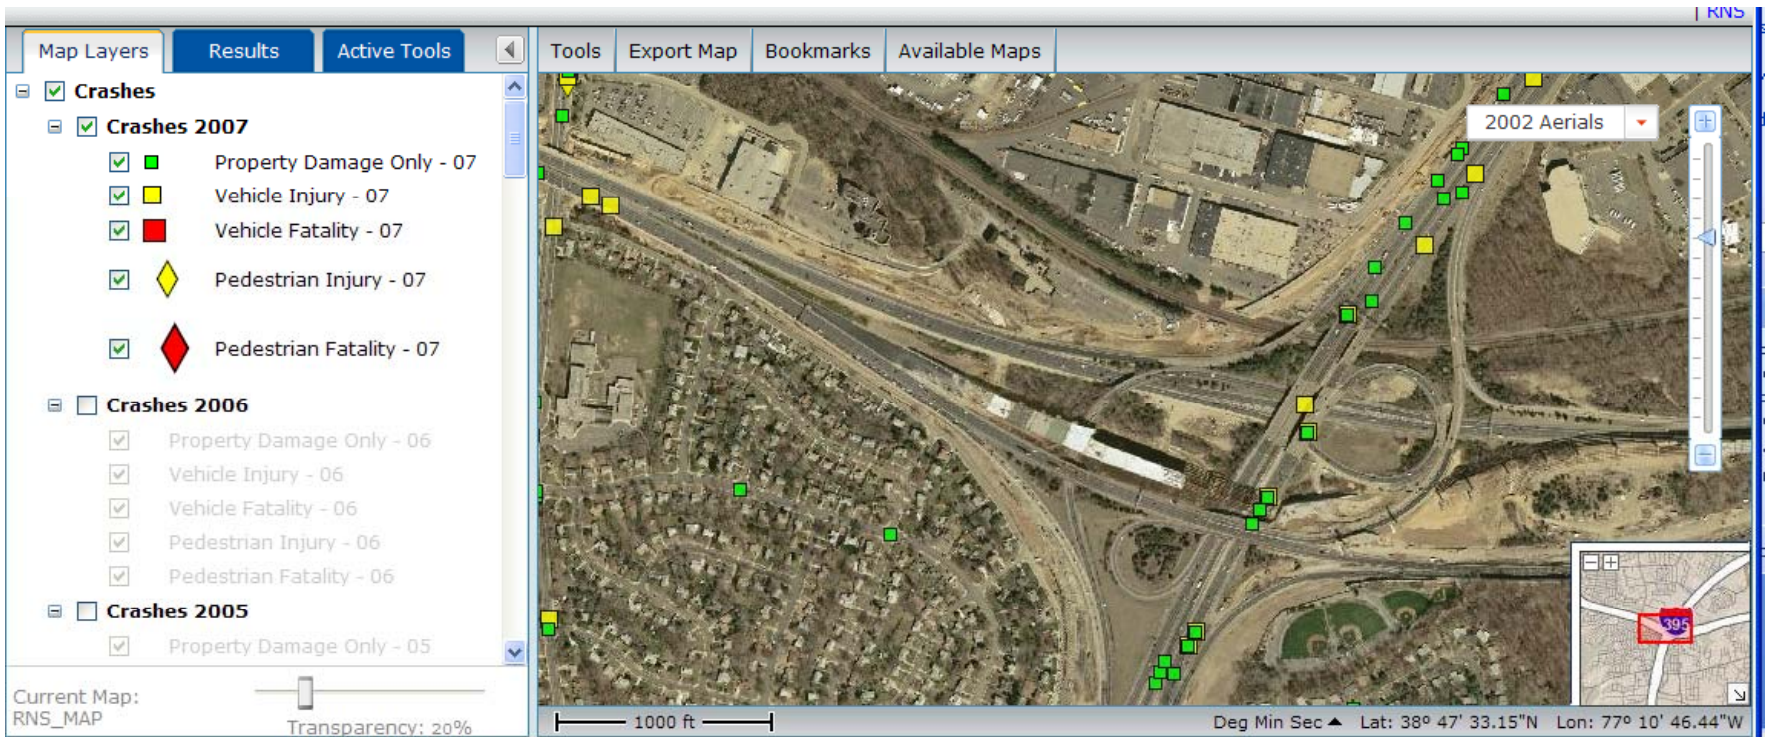 | RNS
Map Layers Results Active Tools Tools Export Map Bookmarks Available Maps
Crashes
Crashes 2007
Property Damage Only - 07
Vehicle Injury - 07
Vehicle Fatality - 07
Pedestrian Injury - 07
Pedestrian Fatality - 07
Crashes 2006
Property Damage Only - 06
Vehicle Injury - 06
Vehicle Fatality - 06
Pedestrian Injury - 06
Pedestrian Fatality - 06
Crashes 2005
Property Damage Only - 05
Current Map:
RNS_MAP
Transparency: 20%
2002 Aerials
395
1000 ft
Deg Min Sec Lat: 38º 47' 33.15"N Lon: 77º 10' 46.44"W